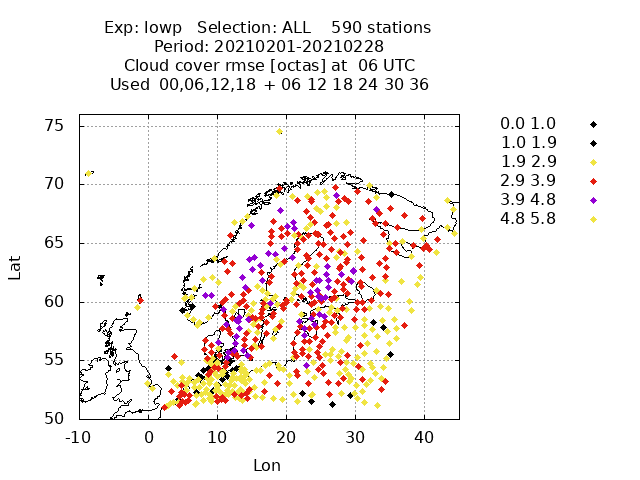 Exp: lowp   Selection: ALL    590 stations
Period: 20210201-20210228
Cloud cover rmse [octas] at  06 UTC
Used  00,06,12,18 + 06 12 18 24 30 36
75
70
65
60
55
50
-10 0 10 20 30 40
Lat
Lon
0.0 1.0
1.0 1.9
1.9 2.9
2.9 3.9
3.9 4.8
4.8 5.8